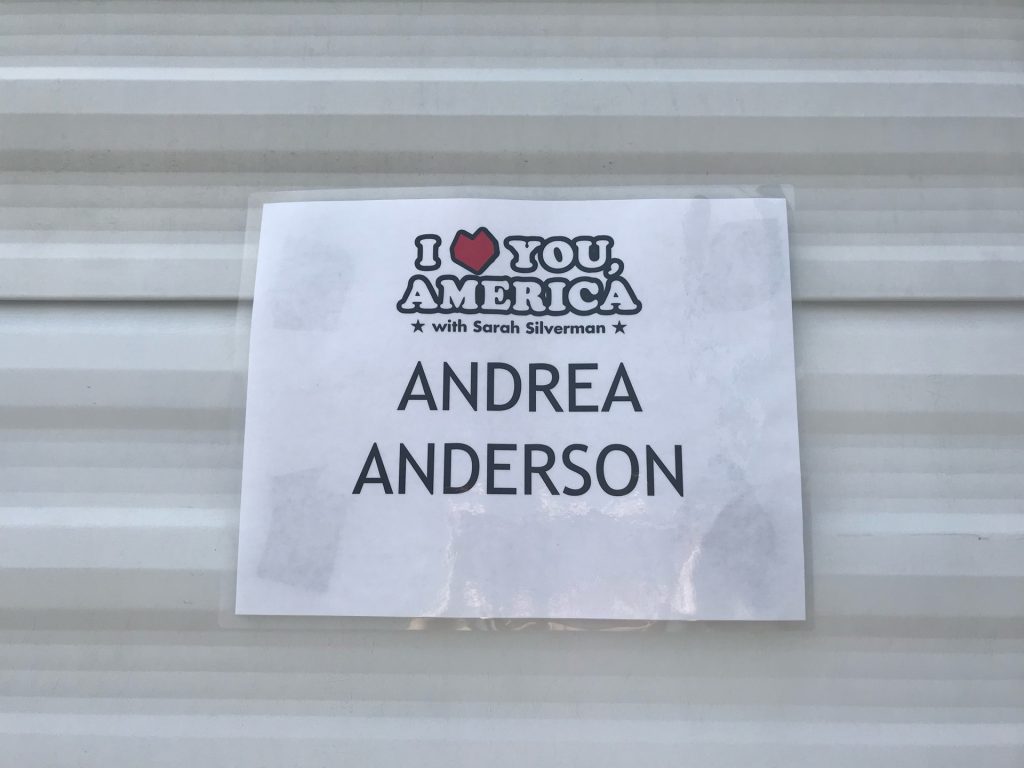 I ❤ YOU,
AMERICA
★ with Sarah Silverman ★
ANDREA
ANDERSON